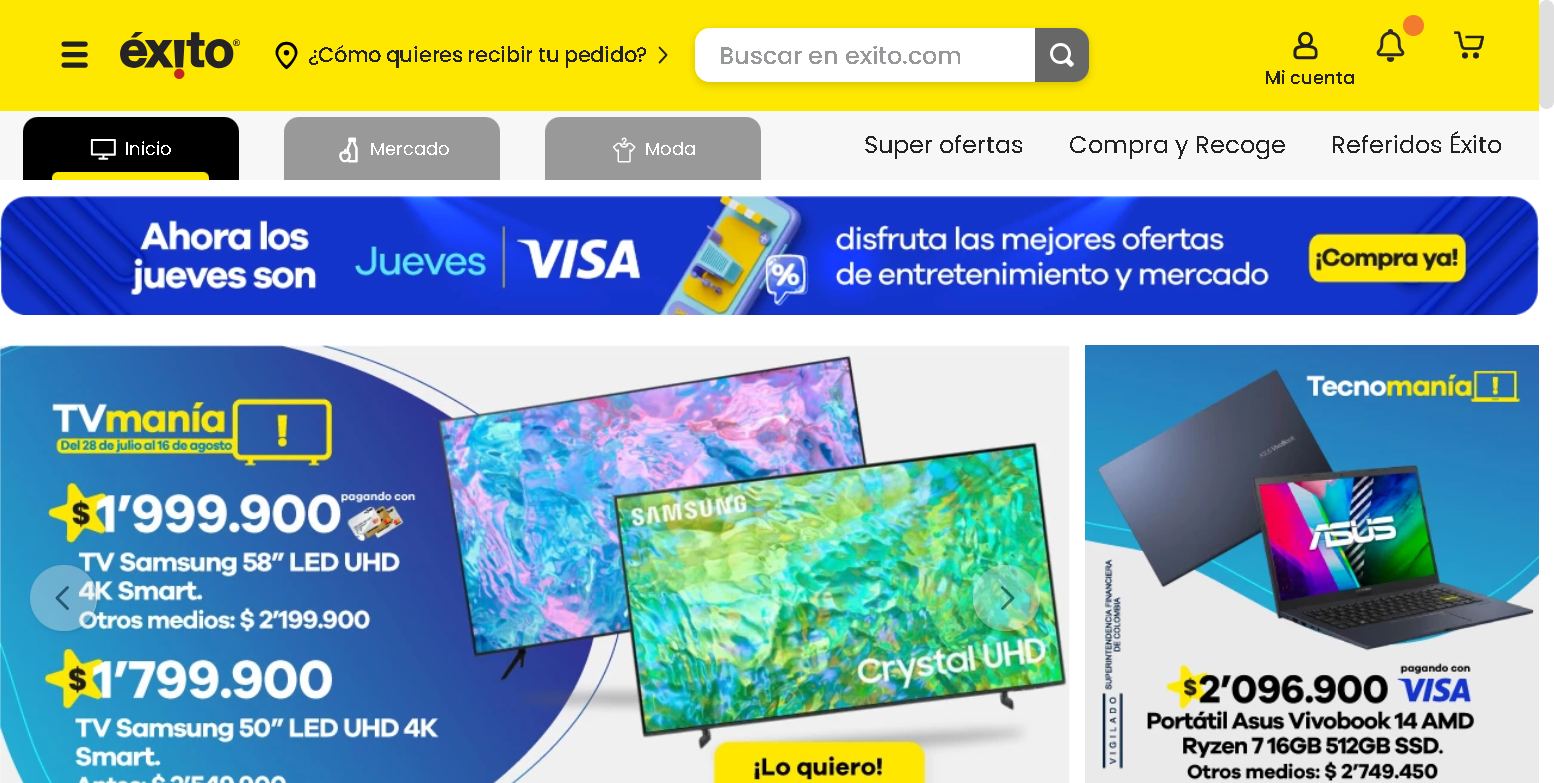 éxito®
¿Cómo quieres recibir tu pedido?
Buscar en exito.com
Mi cuenta
Inicio
Mercado
Moda
Super ofertas
Compra y Recoge
Referidos Éxito
Ahora los
jueves son
Jueves
VISA
%
disfruta las mejores ofertas
de entretenimiento y mercado
¡Compra ya!
TVmanía !
Del 28 de julio al 16 de agosto
$ 1'999.900 pagando con
TV Samsung 58" LED UHD
4K Smart.
Otros medios: $ 2'199.900
$ 1'799.900
TV Samsung 50" LED UHD 4K
Smart.
Antes: $ 2'549.900
SAMSUNG
Crystal UHD
¡Lo quiero!
Tecnomanía !
ASUS VivoBook
ASUS
VIGILADO SUPERINTENDENCIA FINANCIERA
DE COLOMBIA
pagando con
$2'096.900 VISA
Portátil Asus Vivobook 14 AMD
Ryzen 7 16GB 512GB SSD.
Otros medios: $ 2'749.450